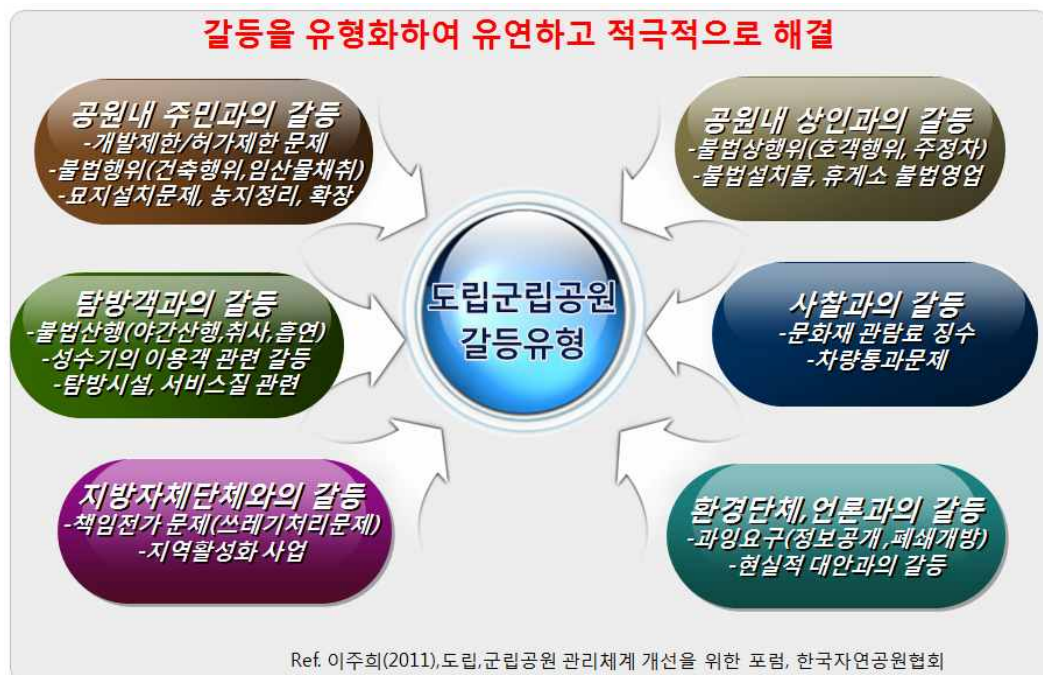 갈등을 유형화하여 유연하고 적극적으로 해결
공원내 주민과의 갈등
-개발제한/허가제한 문제
-불법행위(건축행위,임산물채취)
-묘지설치문제, 농지정리, 확장
공원내 상인과의 갈등
-불법상행위(호객행위, 주정차)
-불법설치물, 휴게소 불법영업
탐방객과의 갈등
-불법산행(야간산행,취사,흡연)
-성수기의 이용객 관련 갈등
-탐방시설, 서비스질 관련
도립군립공원
갈등유형
사찰과의 갈등
-문화재 관람료 징수
-차량통과문제
지방자체단체와의 갈등
-책임전가 문제(쓰레기처리문제)
-지역활성화 사업
환경단체,언론과의 갈등
-과잉요구(정보공개,폐쇄개방)
-현실적 대안과의 갈등
Ref. 이주희(2011),도립,군립공원 관리체계 개선을 위한 포럼, 한국자연공원협회